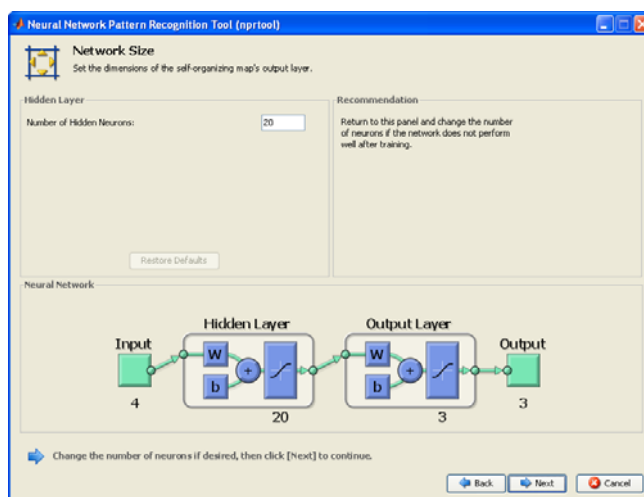 Neural Network Pattern Recognition Tool (nprtool)
Network Size
Set the dimensions of the self-organizing map's output layer.
Hidden Layer
Number of Hidden Neurons:
20
Restore Defaults
Recommendation
Return to this panel and change the number
of neurons if the network does not perform
well after training.
Neural Network
Hidden Layer
Output Layer
Input
Output
W
b
+
W
b
+
4
20
3
3
Change the number of neurons if desired, then click [Next] to continue.
Back
Next
Cancel